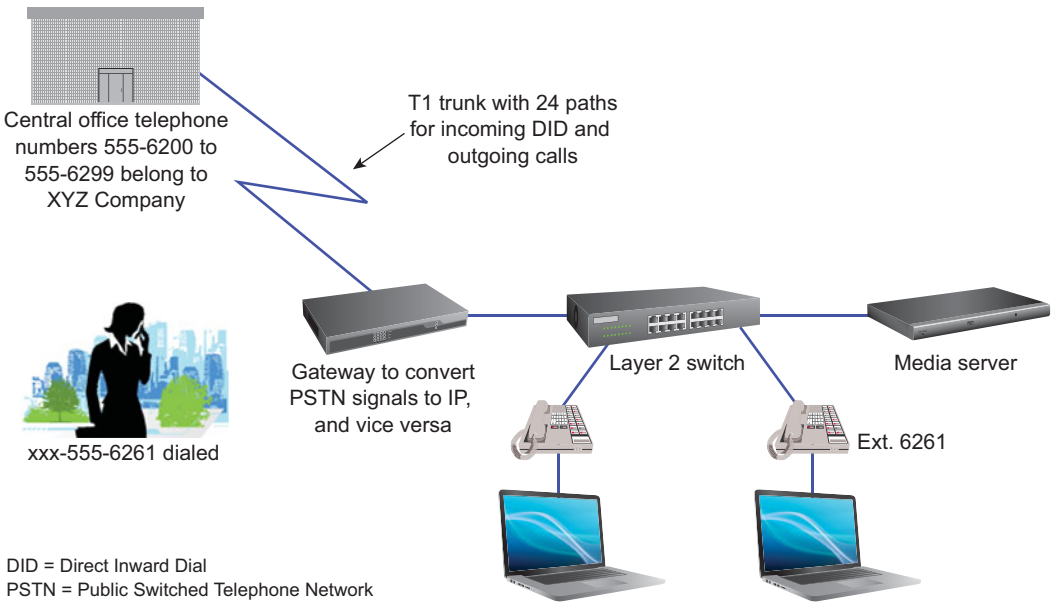 Central office telephone
numbers 555-6200 to
555-6299 belong to
XYZ Company
T1 trunk with 24 paths
for incoming DID and
outgoing calls
Gateway to convert
PSTN signals to IP,
and vice versa
Layer 2 switch
Media server
xxx-555-6261 dialed
Ext. 6261
DID = Direct Inward Dial
PSTN = Public Switched Telephone Network